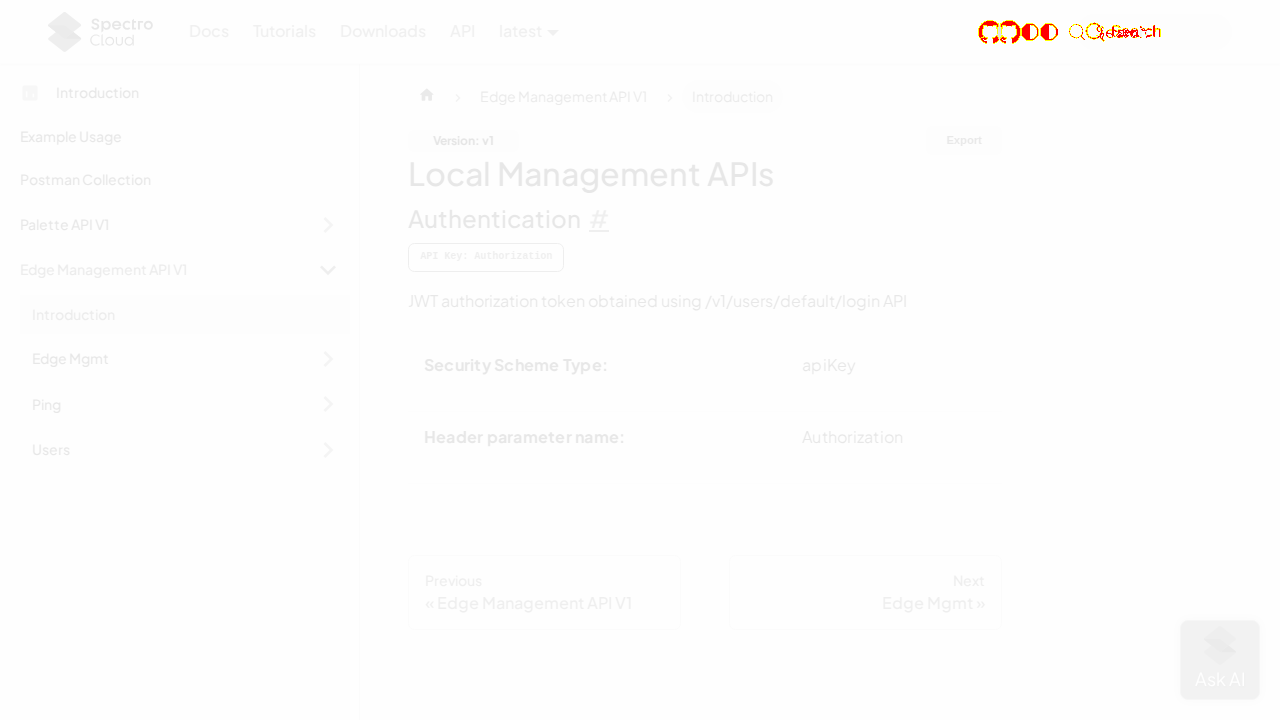 Spectro Cloud
Docs Tutorials Downloads API latest
Search
Introduction
Example Usage
Postman Collection
Palette API V1
Edge Management API V1
Introduction
Edge Mgmt
Ping
Users
Edge Management API V1 Introduction
Version: v1
Export
Local Management APIs
Authentication #
API Key: Authorization
JWT authorization token obtained using /v1/users/default/login API
Security Scheme Type: apiKey
Header parameter name: Authorization
Previous
« Edge Management API V1
Next
Edge Mgmt »
Ask AI